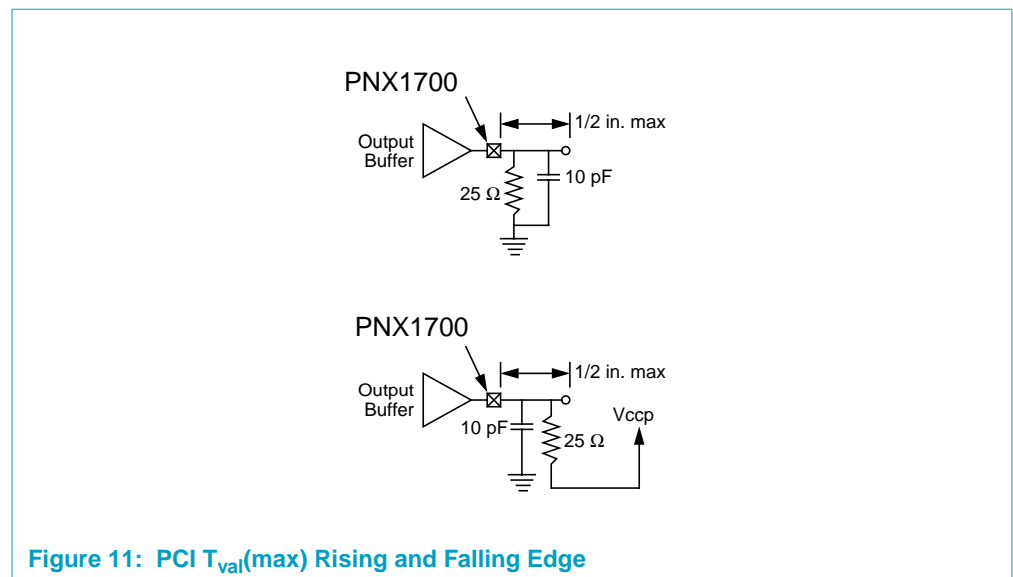 PNX1700
1/2 in. max
Output
Buffer
10 pF
25 Ω
PNX1700
1/2 in. max
Output
Buffer
Vccp
10 pF
25 Ω
Figure 11: PCI Tval(max) Rising and Falling Edge